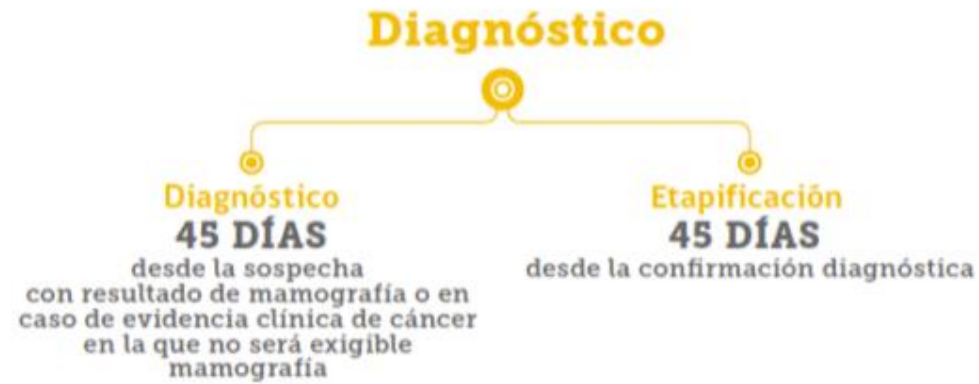 Diagnóstico
Diagnóstico
45 DÍAS
desde la sospecha
con resultado de mamografía o en
caso de evidencia clínica de cáncer
en la que no será exigible
mamografía
Etapificación
45 DÍAS
desde la confirmación diagnóstica